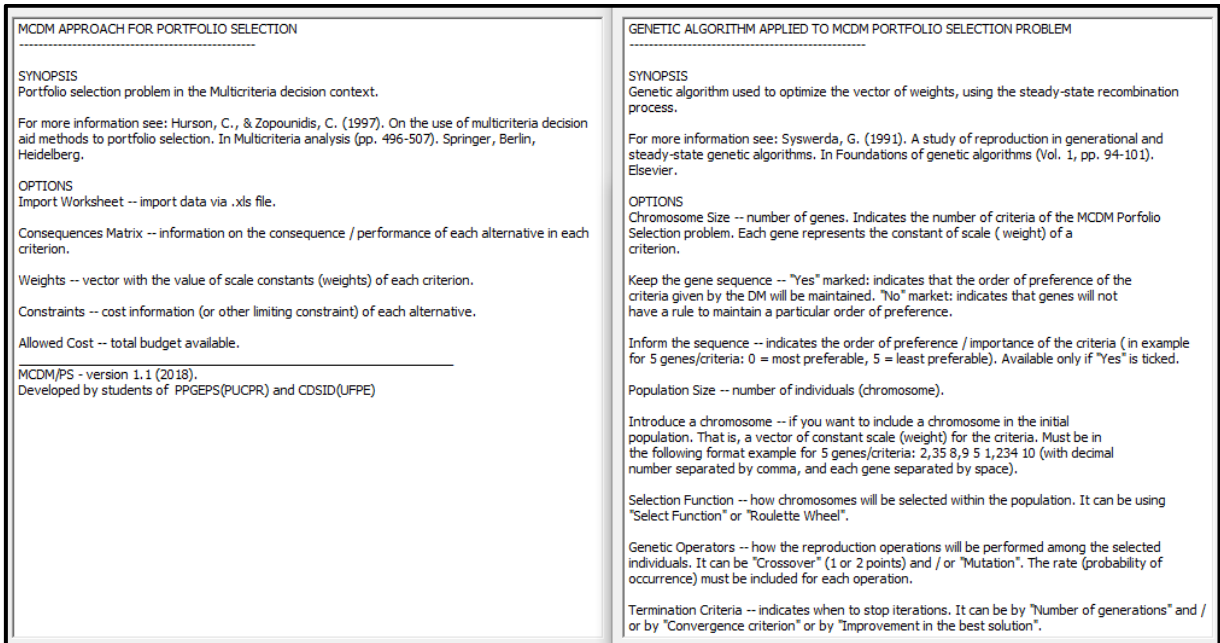 MCDM APPROACH FOR PORTFOLIO SELECTION
-------------------------------------------------
SYNOPSIS
Portfolio selection problem in the Multicriteria decision context.
For more information see: Hurson, C., & Zopounidis, C. (1997). On the use of multicriteria decision
aid methods to portfolio selection. In Multicriteria analysis (pp. 496-507). Springer, Berlin,
Heidelberg.
OPTIONS
Import Worksheet -- import data via .xls file.
Consequences Matrix -- information on the consequence / performance of each alternative in each
criterion.
Weights -- vector with the value of scale constants (weights) of each criterion.
Constraints -- cost information (or other limiting constraint) of each alternative.
Allowed Cost -- total budget available.
MCDM/PS - version 1.1 (2018).
Developed by students of PPGEPS(PUCPR) and CDSID(UFPE)
GENETIC ALGORITHM APPLIED TO MCDM PORTFOLIO SELECTION PROBLEM
-------------------------------------------------
SYNOPSIS
Genetic algorithm used to optimize the vector of weights, using the steady-state recombination
process.
For more information see: Syswerda, G. (1991). A study of reproduction in generational and
steady-state genetic algorithms. In Foundations of genetic algorithms (Vol. 1, pp. 94-101).
Elsevier.
OPTIONS
Chromosome Size -- number of genes. Indicates the number of criteria of the MCDM Porfolio
Selection problem. Each gene represents the constant of scale ( weight) of a
criterion.
Keep the gene sequence -- "Yes" marked: indicates that the order of preference of the
criteria given by the DM will be maintained. "No" market: indicates that genes will not
have a rule to maintain a particular order of preference.
Inform the sequence -- indicates the order of preference / importance of the criteria ( in example
for 5 genes/criteria: 0 = most preferable, 5 = least preferable). Available only if "Yes" is ticked.
Population Size -- number of individuals (chromosome).
Introduce a chromosome -- if you want to include a chromosome in the initial
population. That is, a vector of constant scale (weight) for the criteria. Must be in
the following format example for 5 genes/criteria: 2,35 8,9 5 1,234 10 (with decimal
number separated by comma, and each gene separated by space).
Selection Function -- how chromosomes will be selected within the population. It can be using
"Select Function" or "Roulette Wheel".
Genetic Operators -- how the reproduction operations will be performed among the selected
individuals. It can be "Crossover" (1 or 2 points) and / or "Mutation". The rate (probability of
occurrence) must be included for each operation.
Termination Criteria -- indicates when to stop iterations. It can be by "Number of generations" and /
or by "Convergence criterion" or by "Improvement in the best solution".